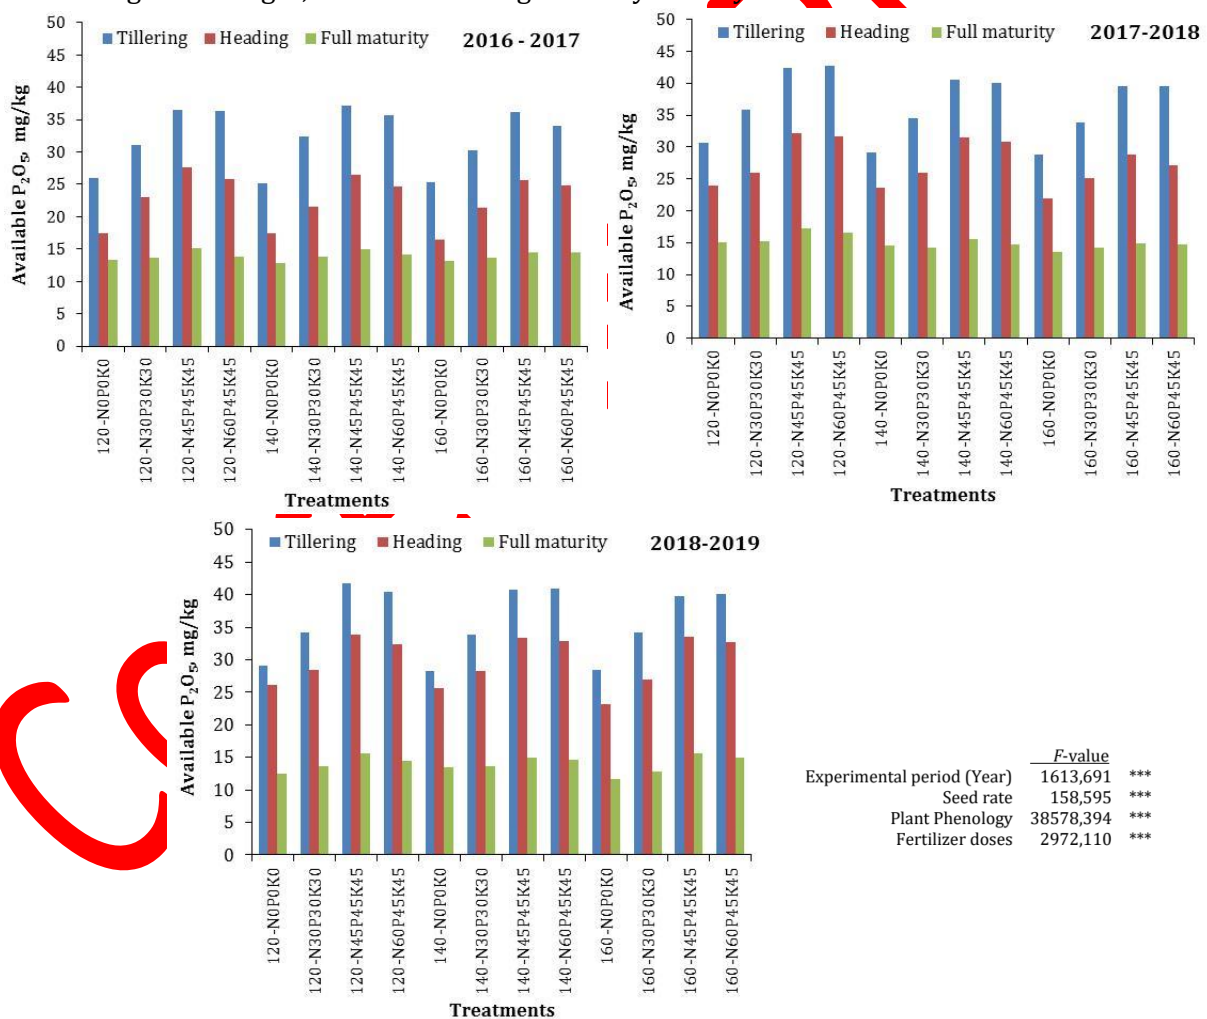 50
45
40
35
30
25
20
15
10
5
0
Available P₂O₅, mg/kg
Tillering Heading Full maturity 2016 - 2017
120-N0P0K0
120-N30P30K30
120-N45P45K45
120-N60P45K45
140-N0P0K0
140-N30P30K30
140-N45P45K45
140-N60P45K45
160-N0P0K0
160-N30P30K30
160-N45P45K45
160-N60P45K45
Treatments
50
45
40
35
30
25
20
15
10
5
0
Available P₂O₅, mg/kg
Tillering Heading Full maturity 2017-2018
120-N0P0K0
120-N30P30K30
120-N45P45K45
120-N60P45K45
140-N0P0K0
140-N30P30K30
140-N45P45K45
140-N60P45K45
160-N0P0K0
160-N30P30K30
160-N45P45K45
160-N60P45K45
Treatments
50
45
40
35
30
25
20
15
10
5
0
Available P₂O₅, mg/kg
Tillering Heading Full maturity 2018-2019
120-N0P0K0
120-N30P30K30
120-N45P45K45
120-N60P45K45
140-N0P0K0
140-N30P30K30
140-N45P45K45
140-N60P45K45
160-N0P0K0
160-N30P30K30
160-N45P45K45
160-N60P45K45
Treatments
F-value
Experimental period (Year) 1613,691 ***
Seed rate 158,595 ***
Plant Phenology 38578,394 ***
Fertilizer doses 2972,110 ***